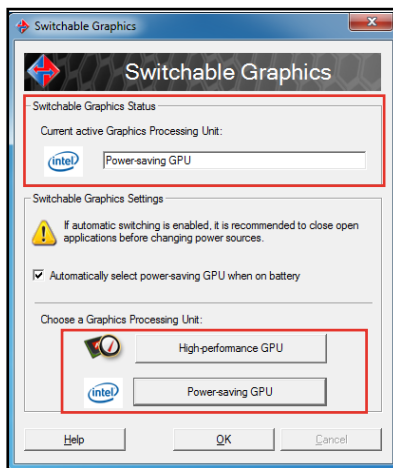 Switchable Graphics
Switchable Graphics
Switchable Graphics Status
Current active Graphics Processing Unit:
intel
Power-saving GPU
Switchable Graphics Settings
If automatic switching is enabled, it is recommended to close open
applications before changing power sources.
Automatically select power-saving GPU when on battery
Choose a Graphics Processing Unit:
High-performance GPU
intel
Power-saving GPU
Help
OK
Cancel